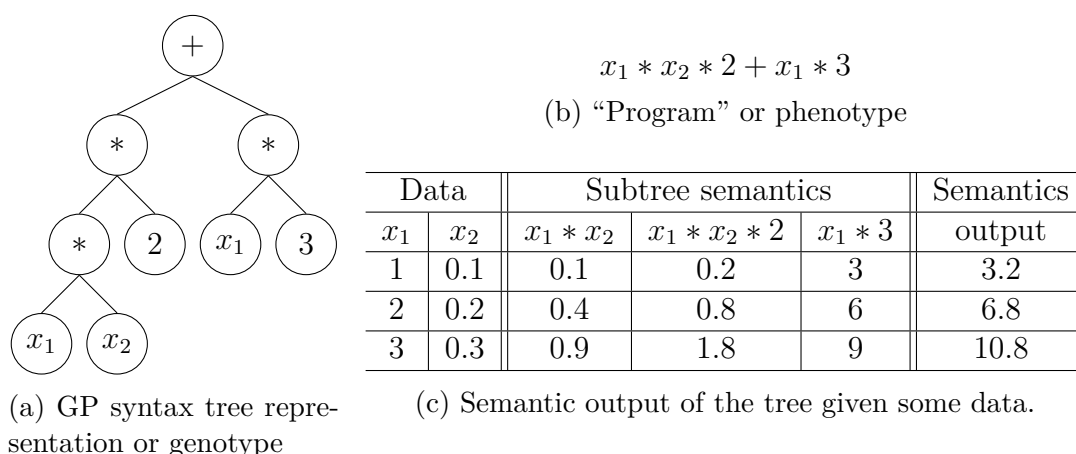 +
* *
* 2 x₁ 3
x₁ x₂
(a) GP syntax tree repre-
sentation or genotype
x₁ ∗ x₂ ∗ 2 + x₁ ∗ 3
(b) “Program” or phenotype
Data Subtree semantics Semantics
x₁ x₂ x₁ ∗ x₂ x₁ ∗ x₂ ∗ 2 x₁ ∗ 3 output
1 0.1 0.1 0.2 3 3.2
2 0.2 0.4 0.8 6 6.8
3 0.3 0.9 1.8 9 10.8
(c) Semantic output of the tree given some data.